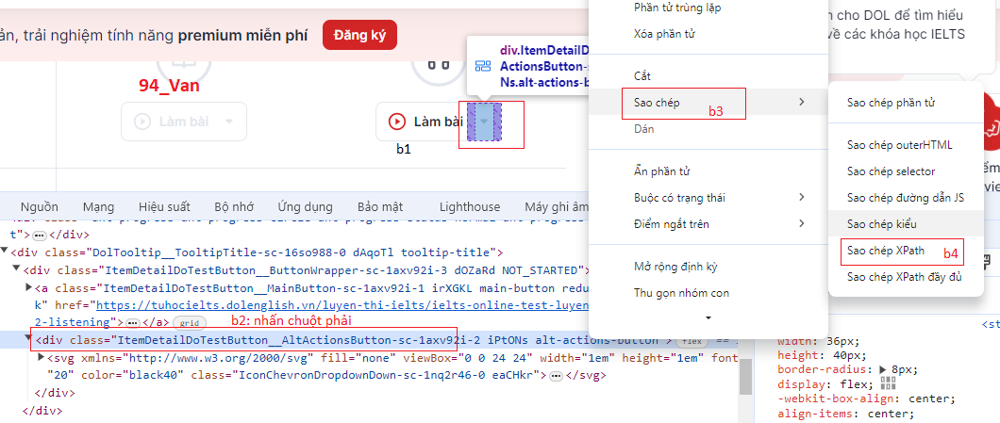 Phần tử trùng lặp
ản, trải nghiệm tính năng premium miễn phí
Đăng ký
Xóa phần tử
n cho DOL để tìm hiểu
về các khóa học IELTS
div.ItemDetailD
ActionsButton-s
Ns.alt-actions-b
Cắt
94_Van
Sao chép
b3
Sao chép phần tử
Làm bài
Làm bài
b1
Dán
Sao chép outerHTML
Ẩn phần tử
Sao chép selector
Buộc có trạng thái
Sao chép đường dẫn JS
Nguồn
Mạng
Hiệu suất
Bộ nhớ
Ứng dụng
Bảo mật
Lighthouse
Máy ghi âm
Điểm ngắt trên
Sao chép kiểu
t">…</div>
Sao chép XPath
b4
<div class="DolTooltip__TooltipTitle-sc-16so988-0 dAqoTl tooltip-title">
<div class="ItemDetailDoTestButton__ButtonWrapper-sc-1axv92i-3 dOZaRd NOT_STARTED">
Mở rộng định kỳ
Sao chép XPath đầy đủ
<a class="ItemDetailDoTestButton__MainButton-sc-1axv92i-1 irXGKL main-button redu
Thu gọn nhóm con
k" href="https://tuhocielts.dolenglish.vn/luyen-thi-ielts/ielts-online-test-luyen
2-listening">…</a> grid
b2: nhấn chuột phải
<div class="ItemDetailDoTestButton__AltActionsButton-sc-1axv92i-2 iPtONs alt-actions-button"> flex
<st
width: 36px;
<svg xmlns="http://www.w3.org/2000/svg" fill="none" viewBox="0 0 24 24" width="1em" height="1em" font
height: 40px;
"20" color="black40" class="IconChevronDropdownDown-sc-1nq2r46-0 eaCHkr">…</svg>
border-radius: 8px;
</div>
display: flex;
-webkit-box-align: center;
</div>
align-items: center;